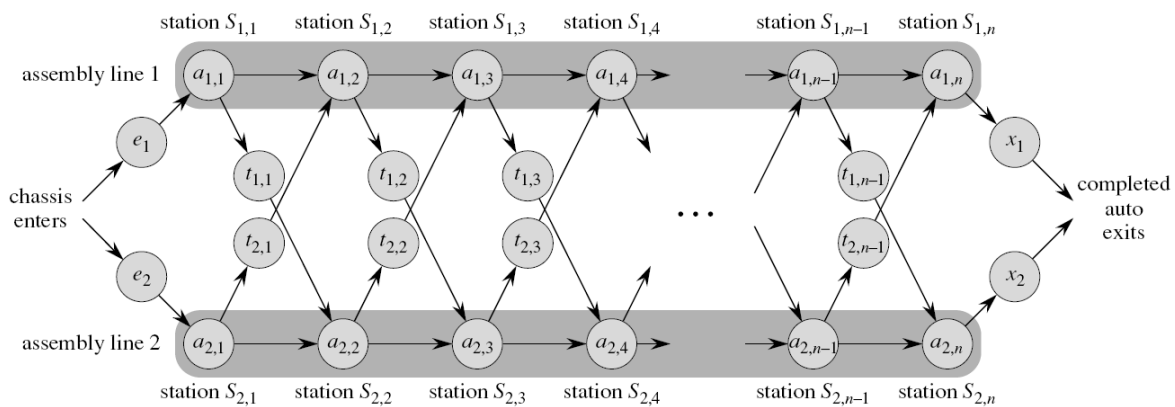 station S1,1 station S1,2 station S1,3 station S1,4 station S1,n−1 station S1,n
assembly line 1 a1,1 a1,2 a1,3 a1,4 a1,n−1 a1,n
e1 x1
t1,1 t1,2 t1,3 t1,n−1
chassis
enters
...
completed
auto
exits
t2,1 t2,2 t2,3 t2,n−1
e2 x2
assembly line 2 a2,1 a2,2 a2,3 a2,4 a2,n−1 a2,n
station S2,1 station S2,2 station S2,3 station S2,4 station S2,n−1 station S2,n